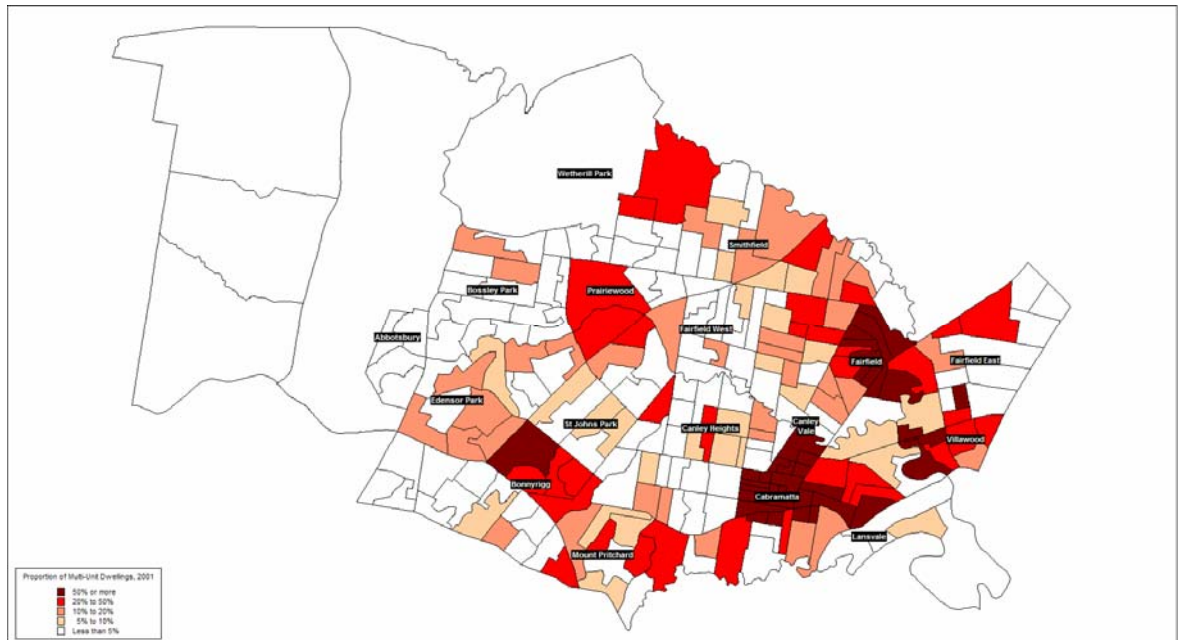 Wetherill Park
Smithfield
Bossley Park
Prairiewood
Abbotsbury
Fairfield West
Fairfield
Fairfield East
Edensor Park
St Johns Park
Canley Heights
Canley
Vale
Villawood
Bonnyrigg
Cabramatta
Lansvale
Mount Pritchard
Proportion of Multi-Unit Dwellings, 2001
50% or more
20% to 50%
10% to 20%
5% to 10%
Less than 5%